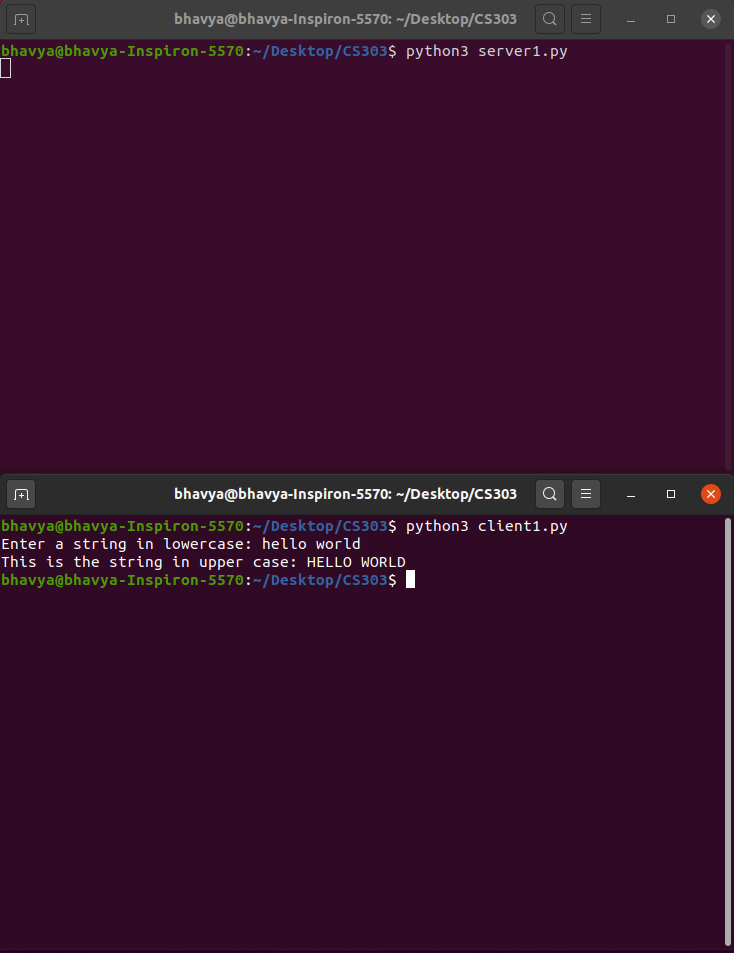 bhavya@bhavya-Inspiron-5570: ~/Desktop/CS303
bhavya@bhavya-Inspiron-5570:~/Desktop/CS303$ python3 server1.py
bhavya@bhavya-Inspiron-5570: ~/Desktop/CS303
bhavya@bhavya-Inspiron-5570:~/Desktop/CS303$ python3 client1.py
Enter a string in lowercase: hello world
This is the string in upper case: HELLO WORLD
bhavya@bhavya-Inspiron-5570:~/Desktop/CS303$